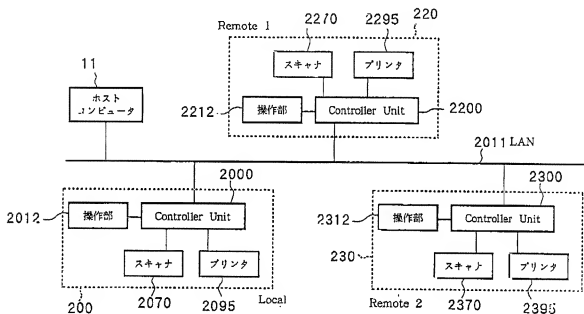 Remote 1
2270
2295
220
スキャナ
プリンタ
11
ホスト
コンピュータ
2212
操作部
Controller Unit
2200
2011 LAN
2000
2300
2012
操作部
Controller Unit
2312
操作部
Controller Unit
スキャナ
プリンタ
230
スキャナ
プリンタ
200
2070
2095
Local
Remote 2
2370
2395